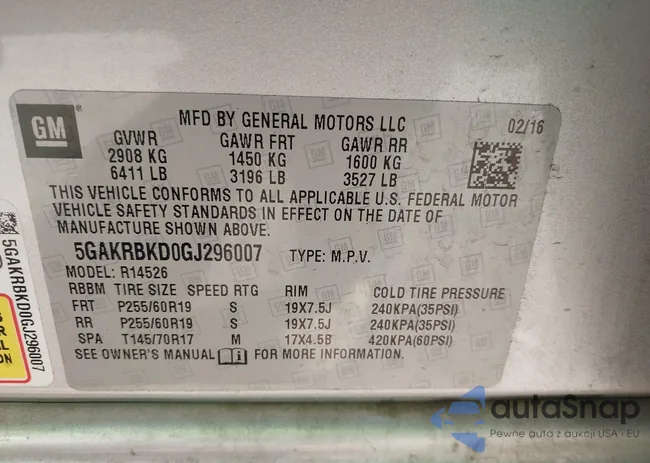 GM
MFD BY GENERAL MOTORS LLC
02/16
GVWR GAWR FRT GAWR RR
2908 KG 1450 KG 1600 KG
6411 LB 3196 LB 3527 LB
THIS VEHICLE CONFORMS TO ALL APPLICABLE U.S. FEDERAL MOTOR
VEHICLE SAFETY STANDARDS IN EFFECT ON THE DATE OF
MANUFACTURE SHOWN ABOVE.
5GAKRBKD0GJ296007 TYPE: M.P.V.
MODEL: R14526
RBBM TIRE SIZE SPEED RTG RIM COLD TIRE PRESSURE
FRT P255/60R19 S 19X7.5J 240KPA(35PSI)
RR P255/60R19 S 19X7.5J 240KPA(35PSI)
SPA T145/70R17 M 17X4.5B 420KPA(60PSI)
SEE OWNER'S MANUAL FOR MORE INFORMATION.
5GAKRBKD0GJ296007
autaSnap
Pewne auta z aukcji USA i EU